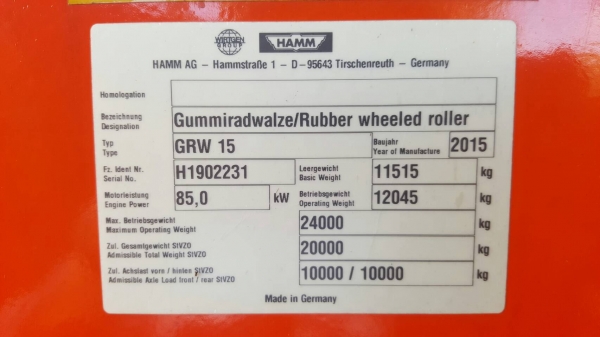 WIRTGEN GROUP HAMM
HAMM AG – Hammstraße 1 – D-95643 Tirschenreuth – Germany
Homologation
Bezeichnung
Designation
Gummiradwalze/Rubber wheeled roller
Typ
Type
GRW 15
Baujahr
Year of Manufacture
2015
Fz. Ident Nr.
Serial No.
H1902231
Leergewicht
Basic Weight
11515 kg
Motorleistung
Engine Power
85,0 kW
Betriebsgewicht
Operating Weight
12045 kg
Max. Betriebsgewicht
Maximum Operating Weight
24000 kg
Zul. Gesamtgewicht StVZO
Admissible Total Weight StVZO
20000 kg
Zul. Achslast vorn / hinten StVZO
Admissible Axle Load front / rear StVZO
10000 / 10000 kg
Made in Germany